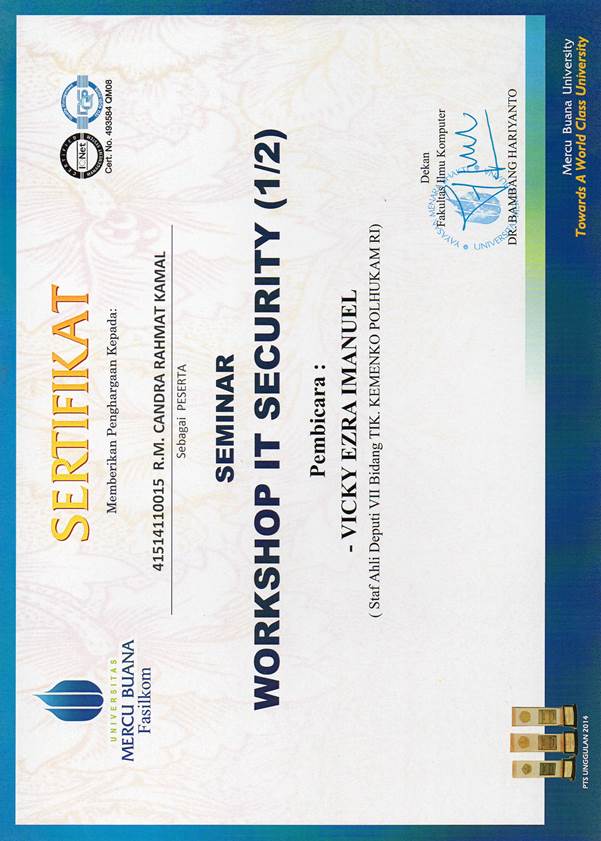 UNIVERSITAS
MERCU BUANA
Fasilkom
SERTIFIKAT
Memberikan Penghargaan Kepada:
CERTIFIED
IQNet
MANAGEMENT SYSTEM
Cert. No. 493584 QM08
41514110015 R.M. CANDRA RAHMAT KAMAL
Sebagai PESERTA
SEMINAR
WORKSHOP IT SECURITY (1/2)
Pembicara :
- VICKY EZRA IMANUEL
( Staf Ahli Deputi VII Bidang TIK. KEMENKO POLHUKAM RI)
Dekan
Fakultas Ilmu Komputer
YAYASAN MENARA
DR. BAMBANG HARIYANTO
PTS UNGGULAN 2014
Mercu Buana University
Towards A World Class University